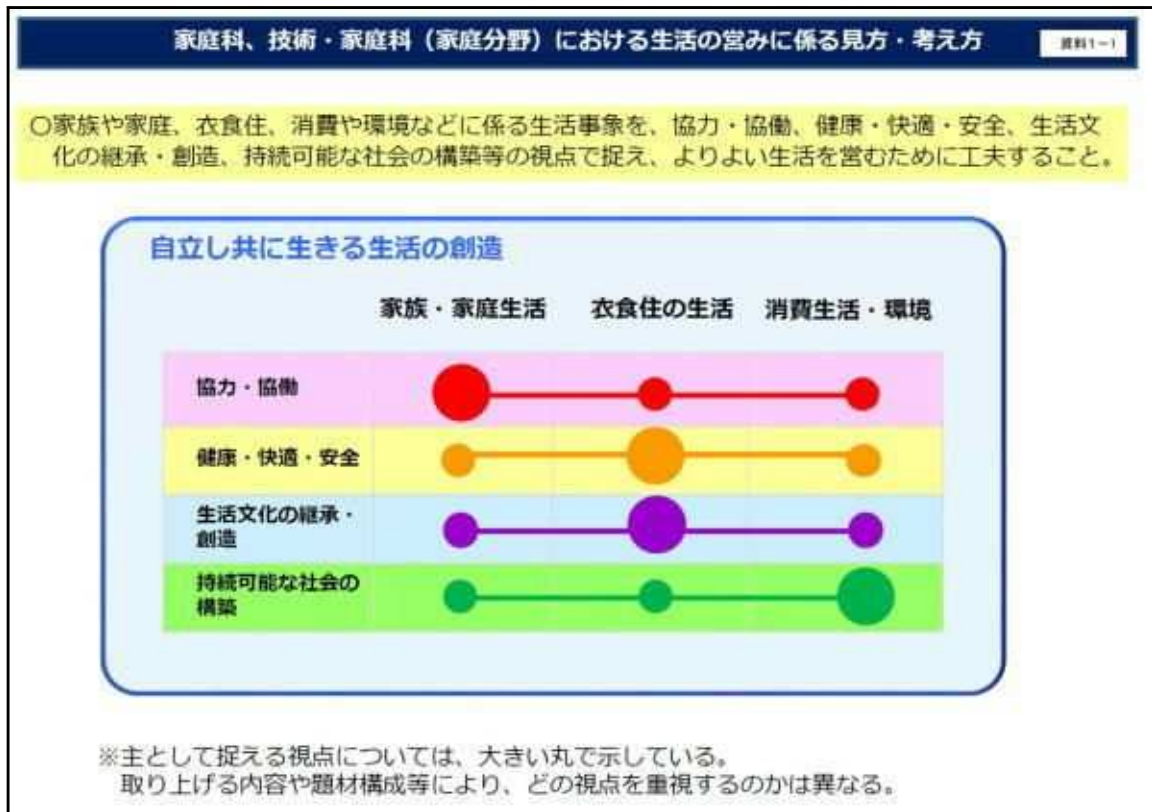 家庭科、技術・家庭科（家庭分野）における生活の営みに係る見方・考え方
資料1−1
〇家族や家庭、衣食住、消費や環境などに係る生活事象を、協力・協働、健康・快適・安全、生活文
化の継承・創造、持続可能な社会の構築等の視点で捉え、よりよい生活を営むために工夫すること。
自立し共に生きる生活の創造
家族・家庭生活 衣食住の生活 消費生活・環境
協力・協働
健康・快適・安全
生活文化の継承・
創造
持続可能な社会の
構築
※主として捉える視点については、大きい丸で示している。
取り上げる内容や題材構成等により、どの視点を重視するのかは異なる。